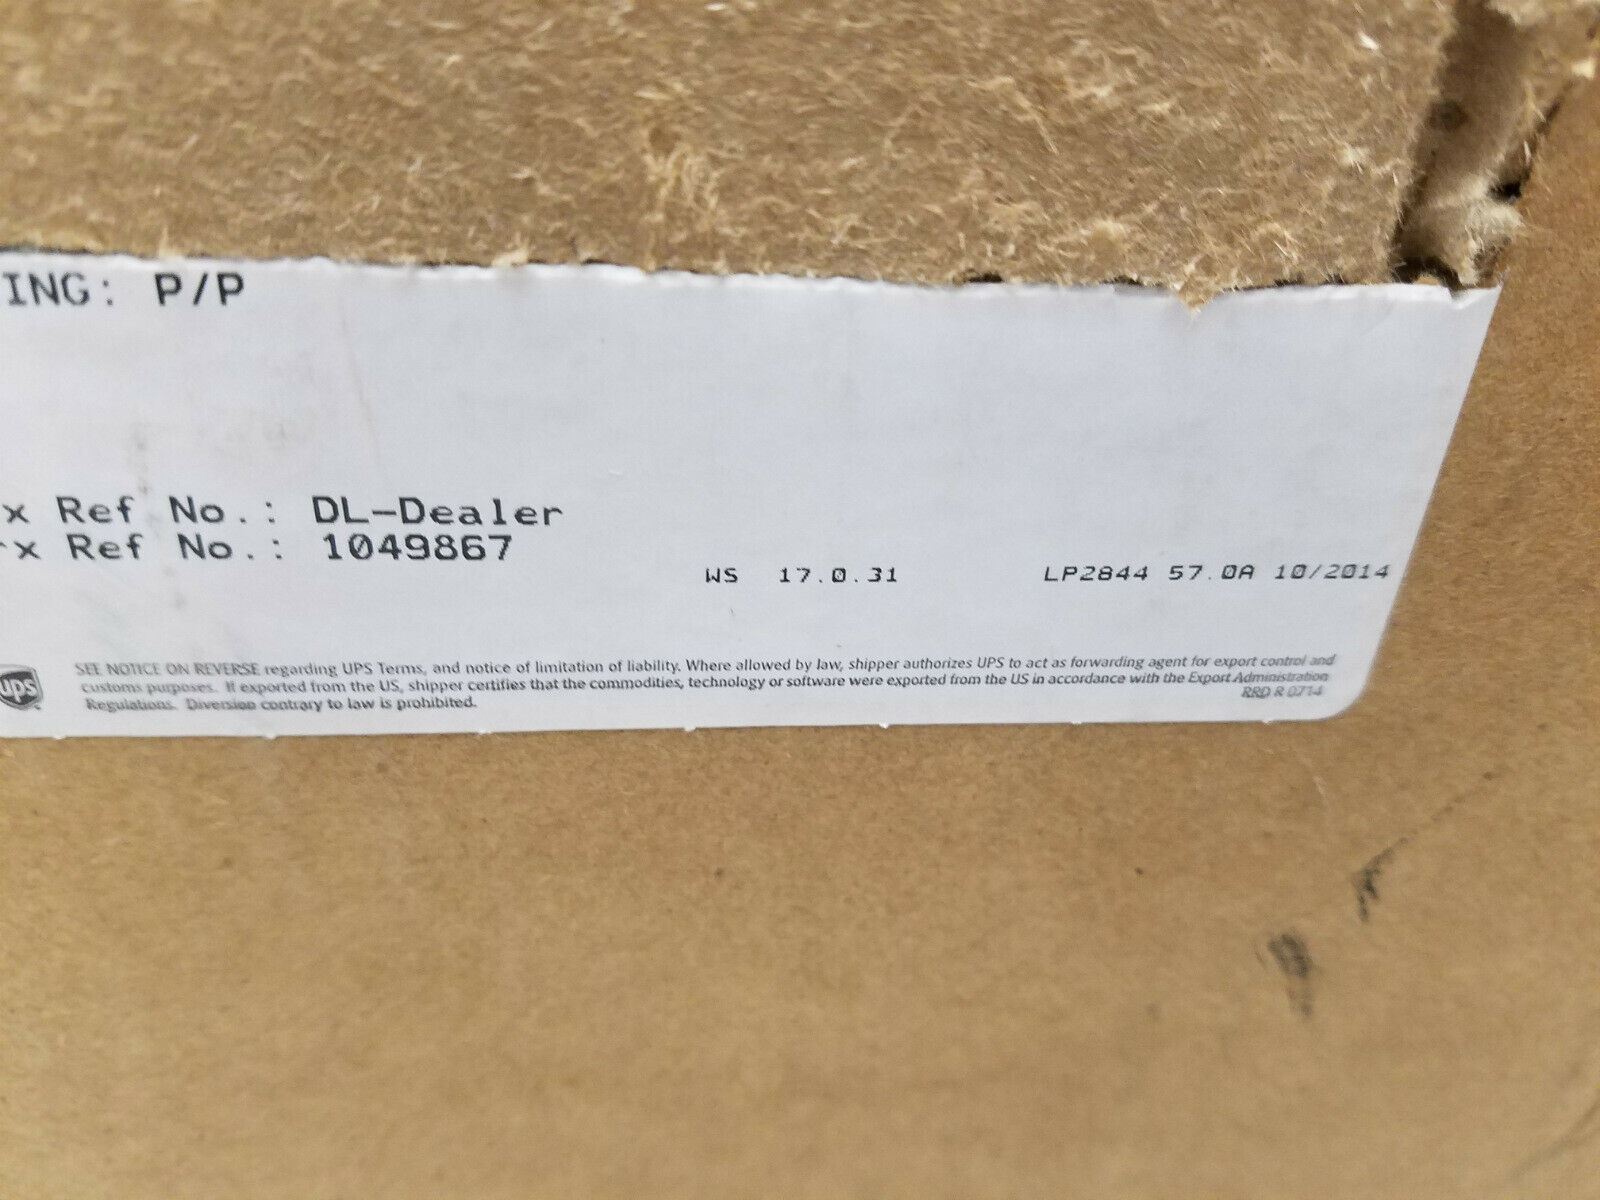 ING: P/P
x Ref No.: DL-Dealer
x Ref No.: 1049867
WS 17.0.31 LP2844 57.0A 10/2014
ups
SEE NOTICE ON REVERSE regarding UPS Terms, and notice of limitation of liability. Where allowed by law, shipper authorizes UPS to act as forwarding agent for export control and
customs purposes. If exported from the US, shipper certifies that the commodities, technology or software were exported from the US in accordance with the Export Administration
Regulations. Diversion contrary to law is prohibited. RRD R 0714